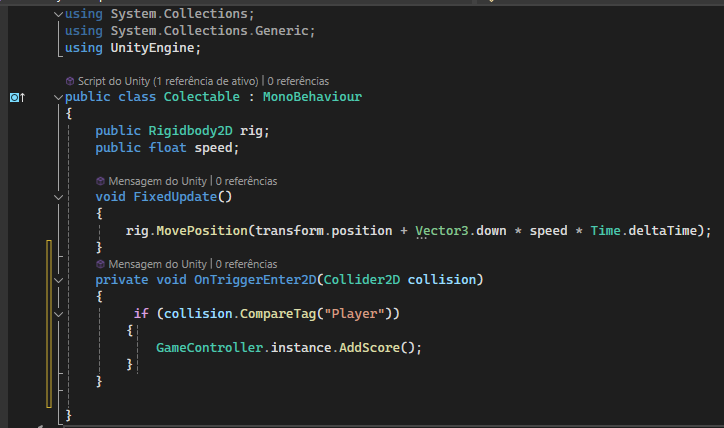 using System.Collections;
using System.Collections.Generic;
using UnityEngine;
Script do Unity (1 referência de ativo) | 0 referências
public class Colectable : MonoBehaviour
{
public Rigidbody2D rig;
public float speed;
Mensagem do Unity | 0 referências
void FixedUpdate()
{
rig.MovePosition(transform.position + Vector3.down * speed * Time.deltaTime);
}
Mensagem do Unity | 0 referências
private void OnTriggerEnter2D(Collider2D collision)
{
if (collision.CompareTag("Player"))
{
GameController.instance.AddScore();
}
}
}